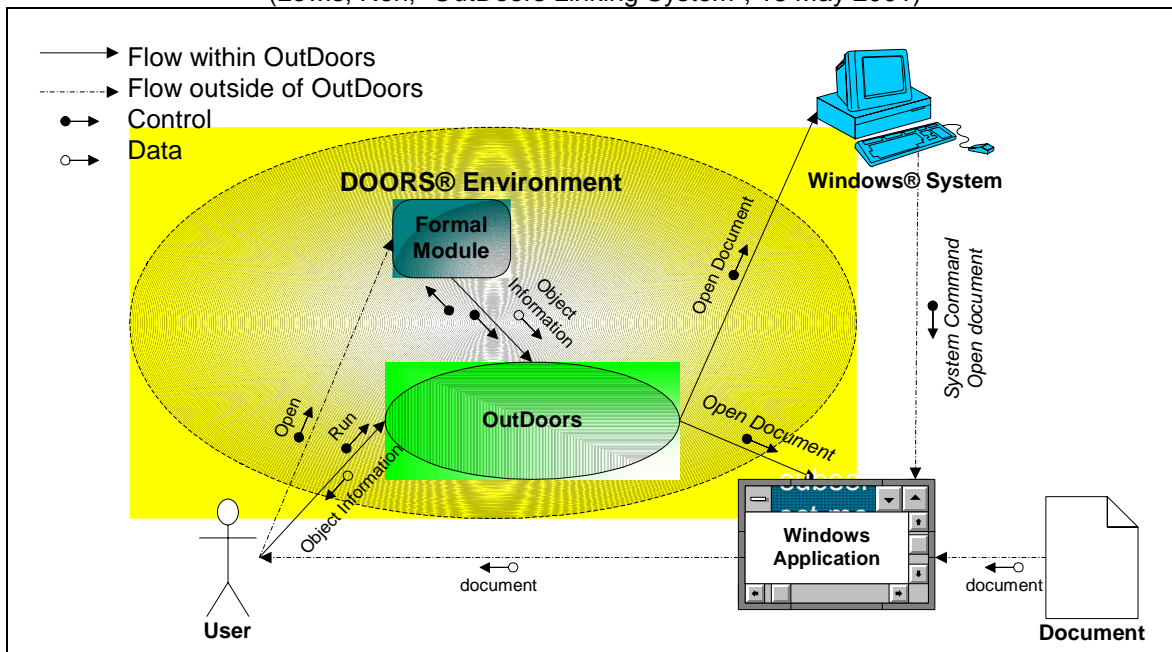 Flow within OutDoors
Flow outside of OutDoors
Control
Data
DOORS® Environment
Formal
Module
Windows® System
Open Document
Object
Information
System Command
Open document
Open
Run
Object Information
OutDoors
Open Document
Windows
Application
document
document
User
Document